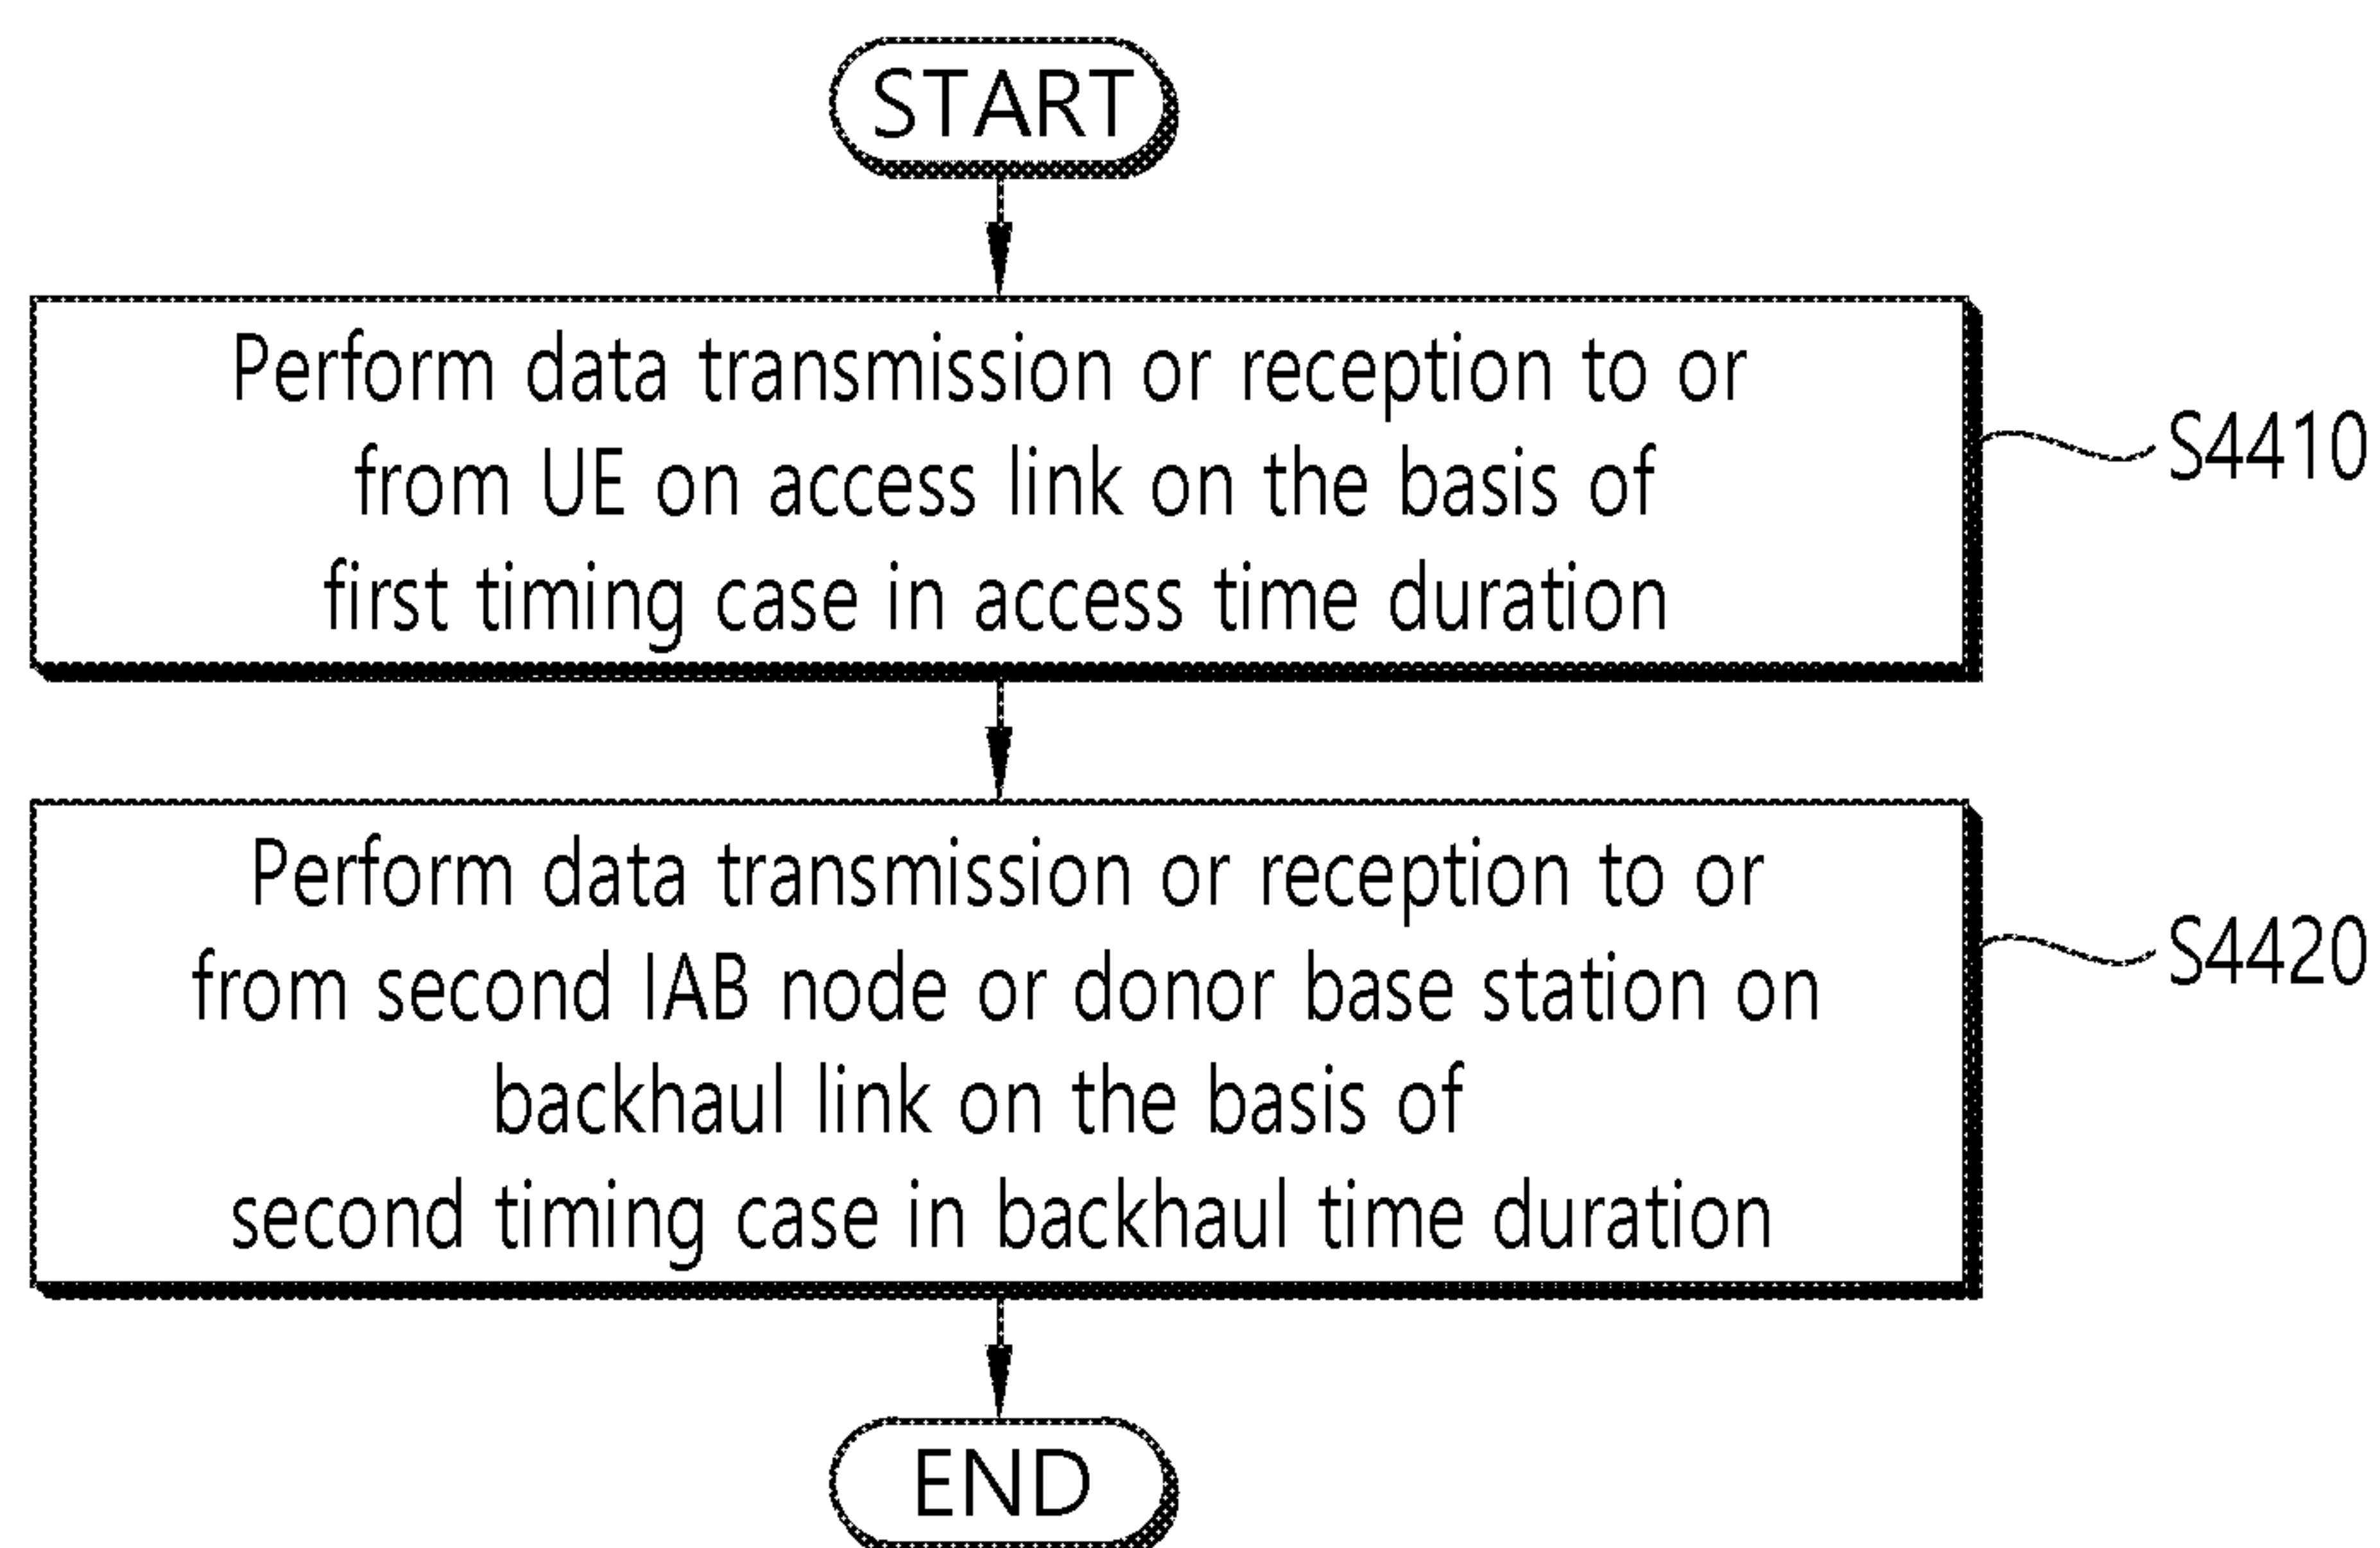 START
Perform data transmission or reception to or
from UE on access link on the basis of
first timing case in access time duration
S4410
Perform data transmission or reception to or
from second IAB node or donor base station on
backhaul link on the basis of
second timing case in backhaul time duration
S4420
END